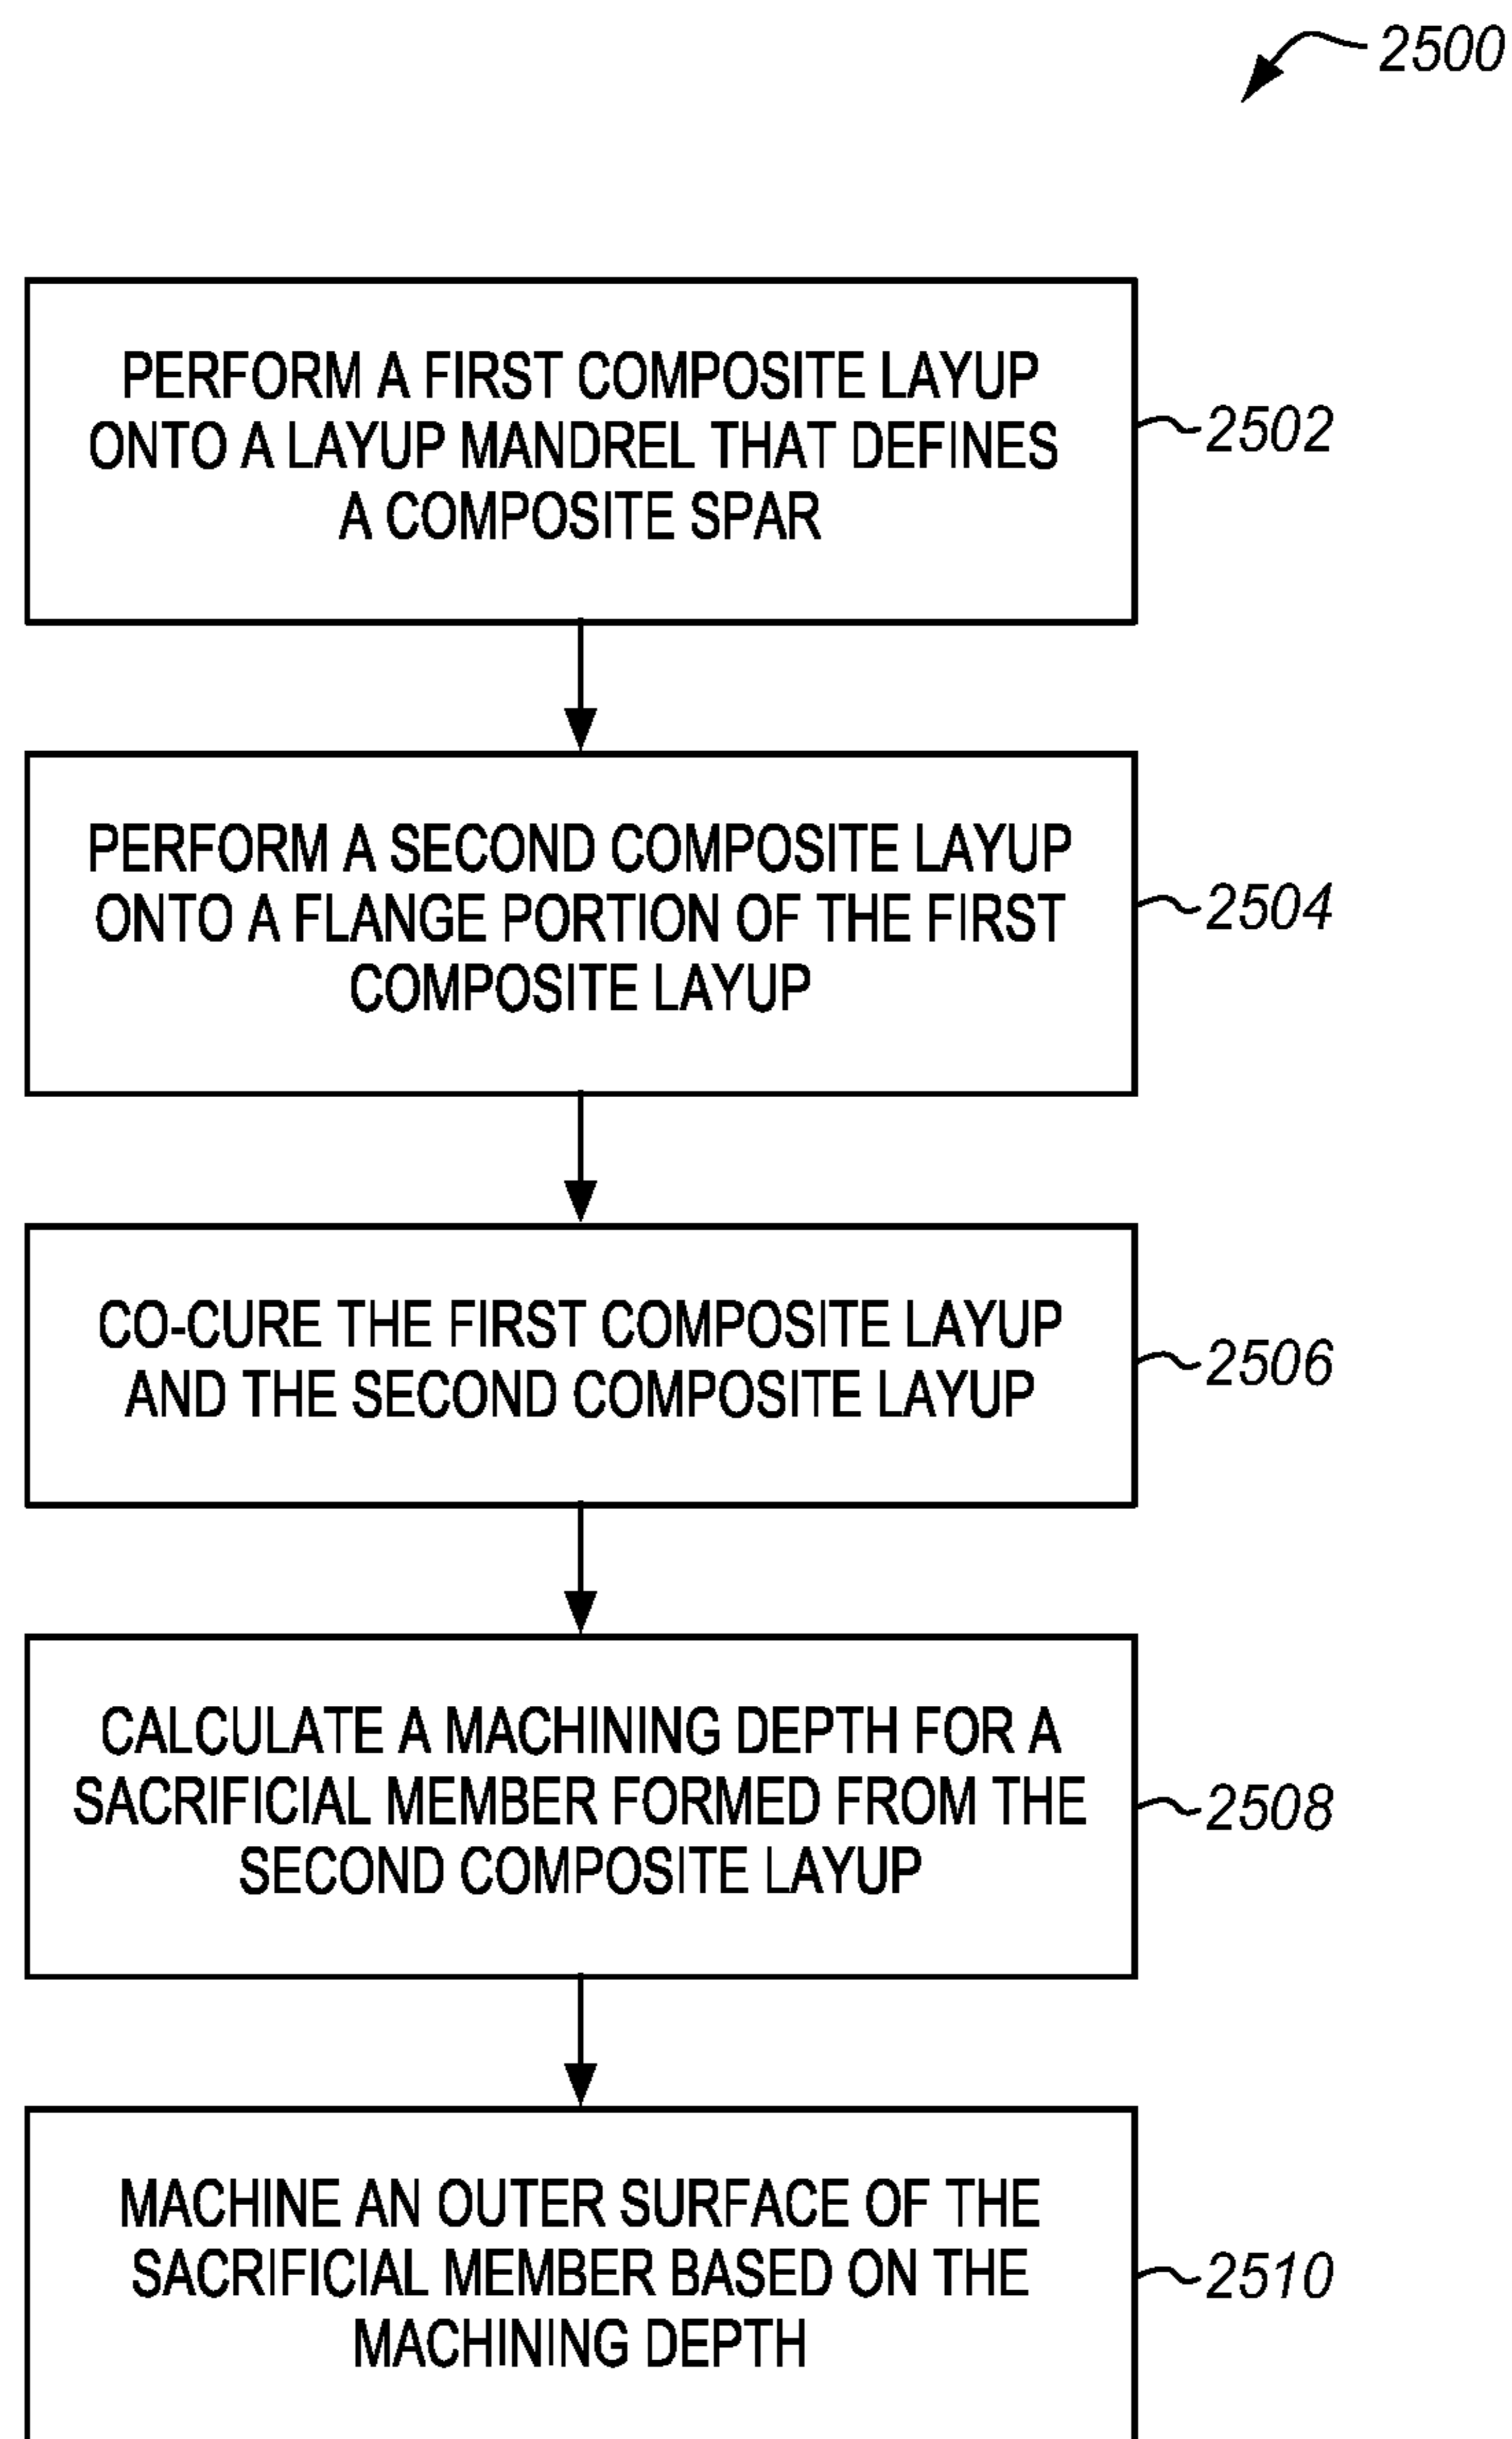 2500
PERFORM A FIRST COMPOSITE LAYUP
ONTO A LAYUP MANDREL THAT DEFINES
A COMPOSITE SPAR
2502
PERFORM A SECOND COMPOSITE LAYUP
ONTO A FLANGE PORTION OF THE FIRST
COMPOSITE LAYUP
2504
CO-CURE THE FIRST COMPOSITE LAYUP
AND THE SECOND COMPOSITE LAYUP
2506
CALCULATE A MACHINING DEPTH FOR A
SACRIFICIAL MEMBER FORMED FROM THE
SECOND COMPOSITE LAYUP
2508
MACHINE AN OUTER SURFACE OF THE
SACRIFICIAL MEMBER BASED ON THE
MACHINING DEPTH
2510